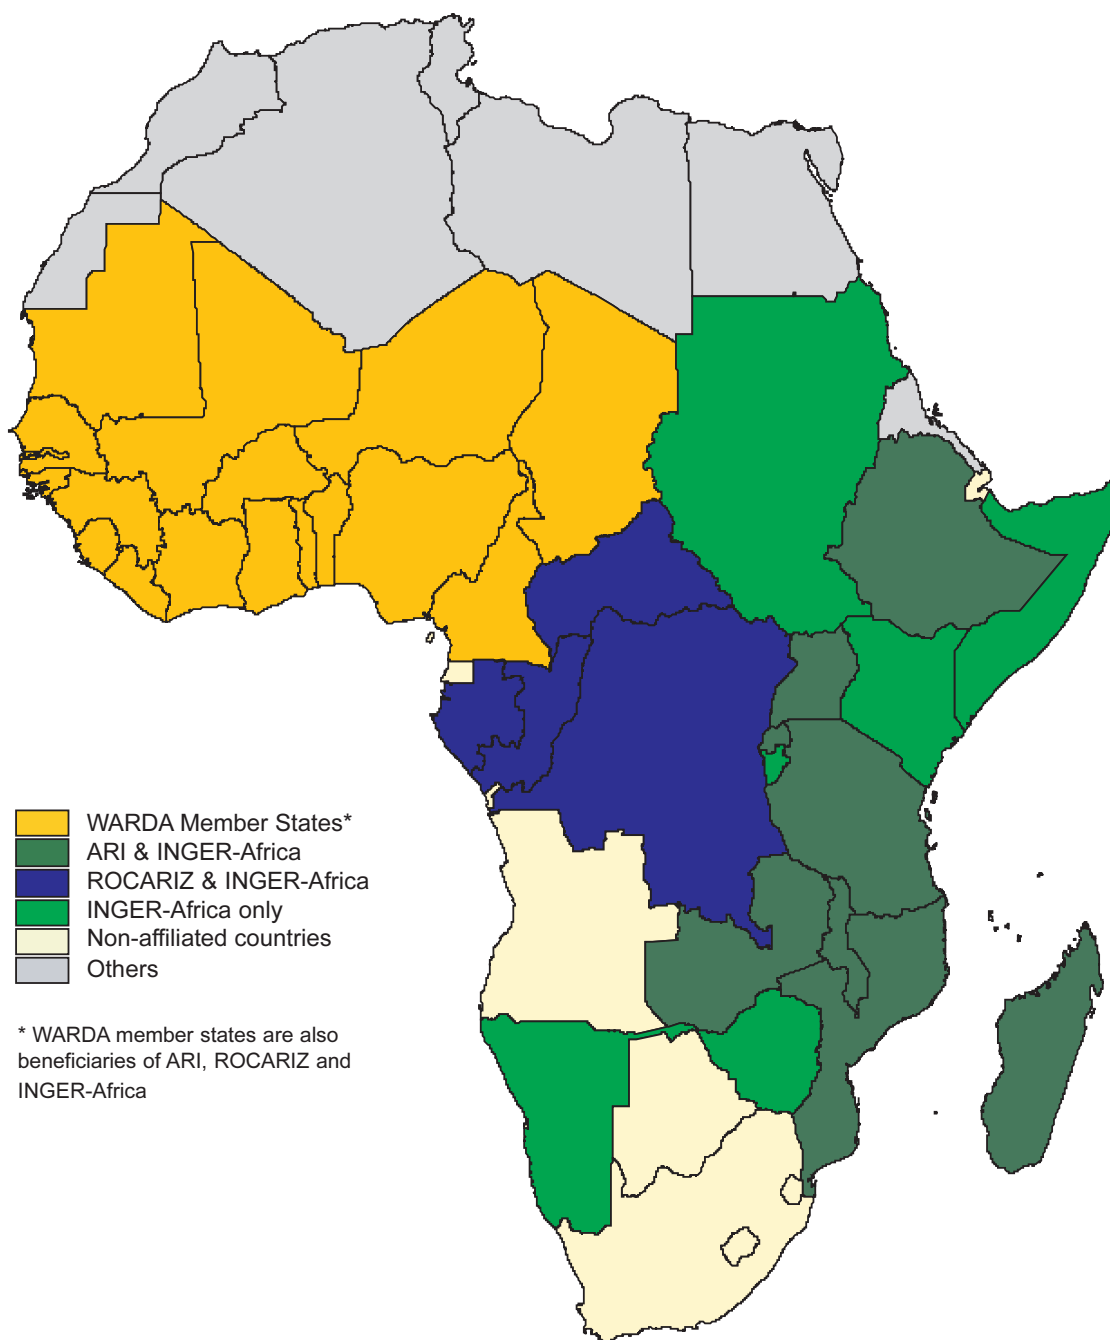 WARDA Member States*
ARI & INGER-Africa
ROCARIZ & INGER-Africa
INGER-Africa only
Non-affiliated countries
Others
* WARDA member states are also
beneficiaries of ARI, ROCARIZ and
INGER-Africa